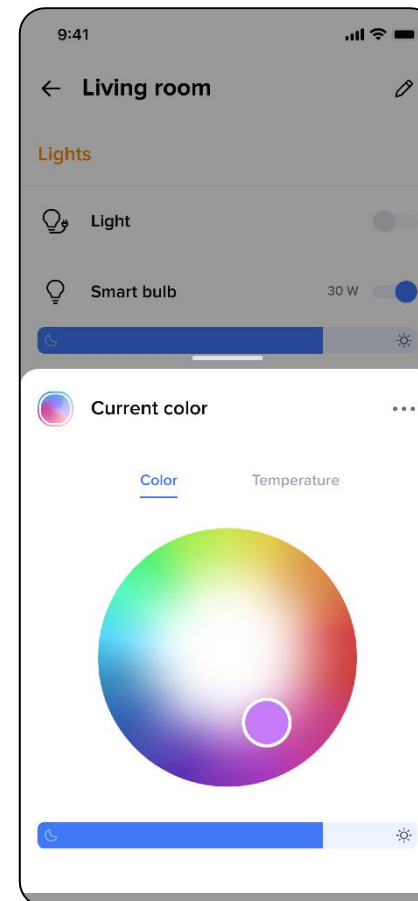 9:41
Living room
Lights
Light
Smart bulb 30 W
Current color
Color Temperature